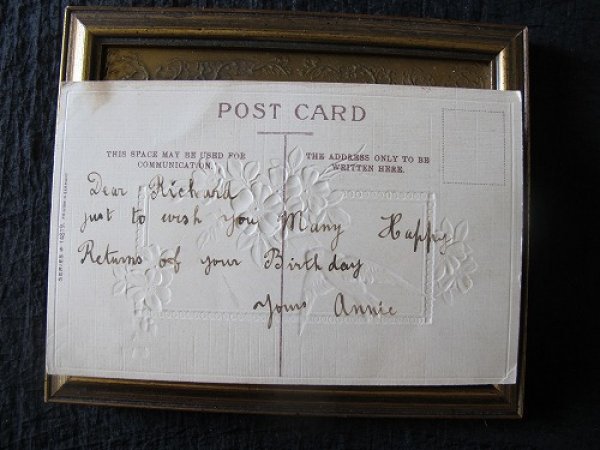 POST CARD
THIS SPACE MAY BE USED FOR
COMMUNICATION.
THE ADDRESS ONLY TO BE
WRITTEN HERE.
Dear Richard
just to wish you Many Happy
Returns of your Birthday
Yours Annie